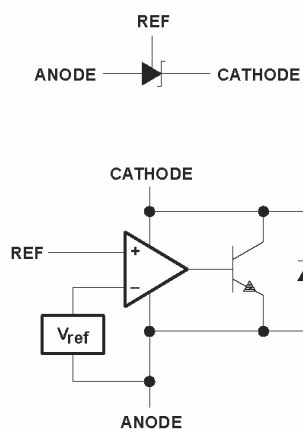 REF
ANODE CATHODE
CATHODE
REF
+
−
Vref
ANODE